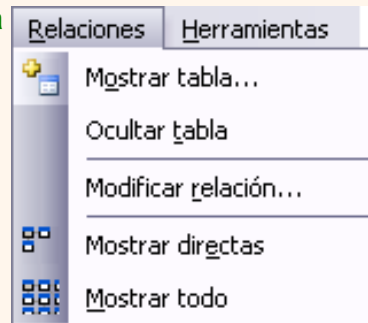 Relaciones Herramientas
Mostrar tabla...
Ocultar tabla
Modificar relación...
Mostrar directas
Mostrar todo